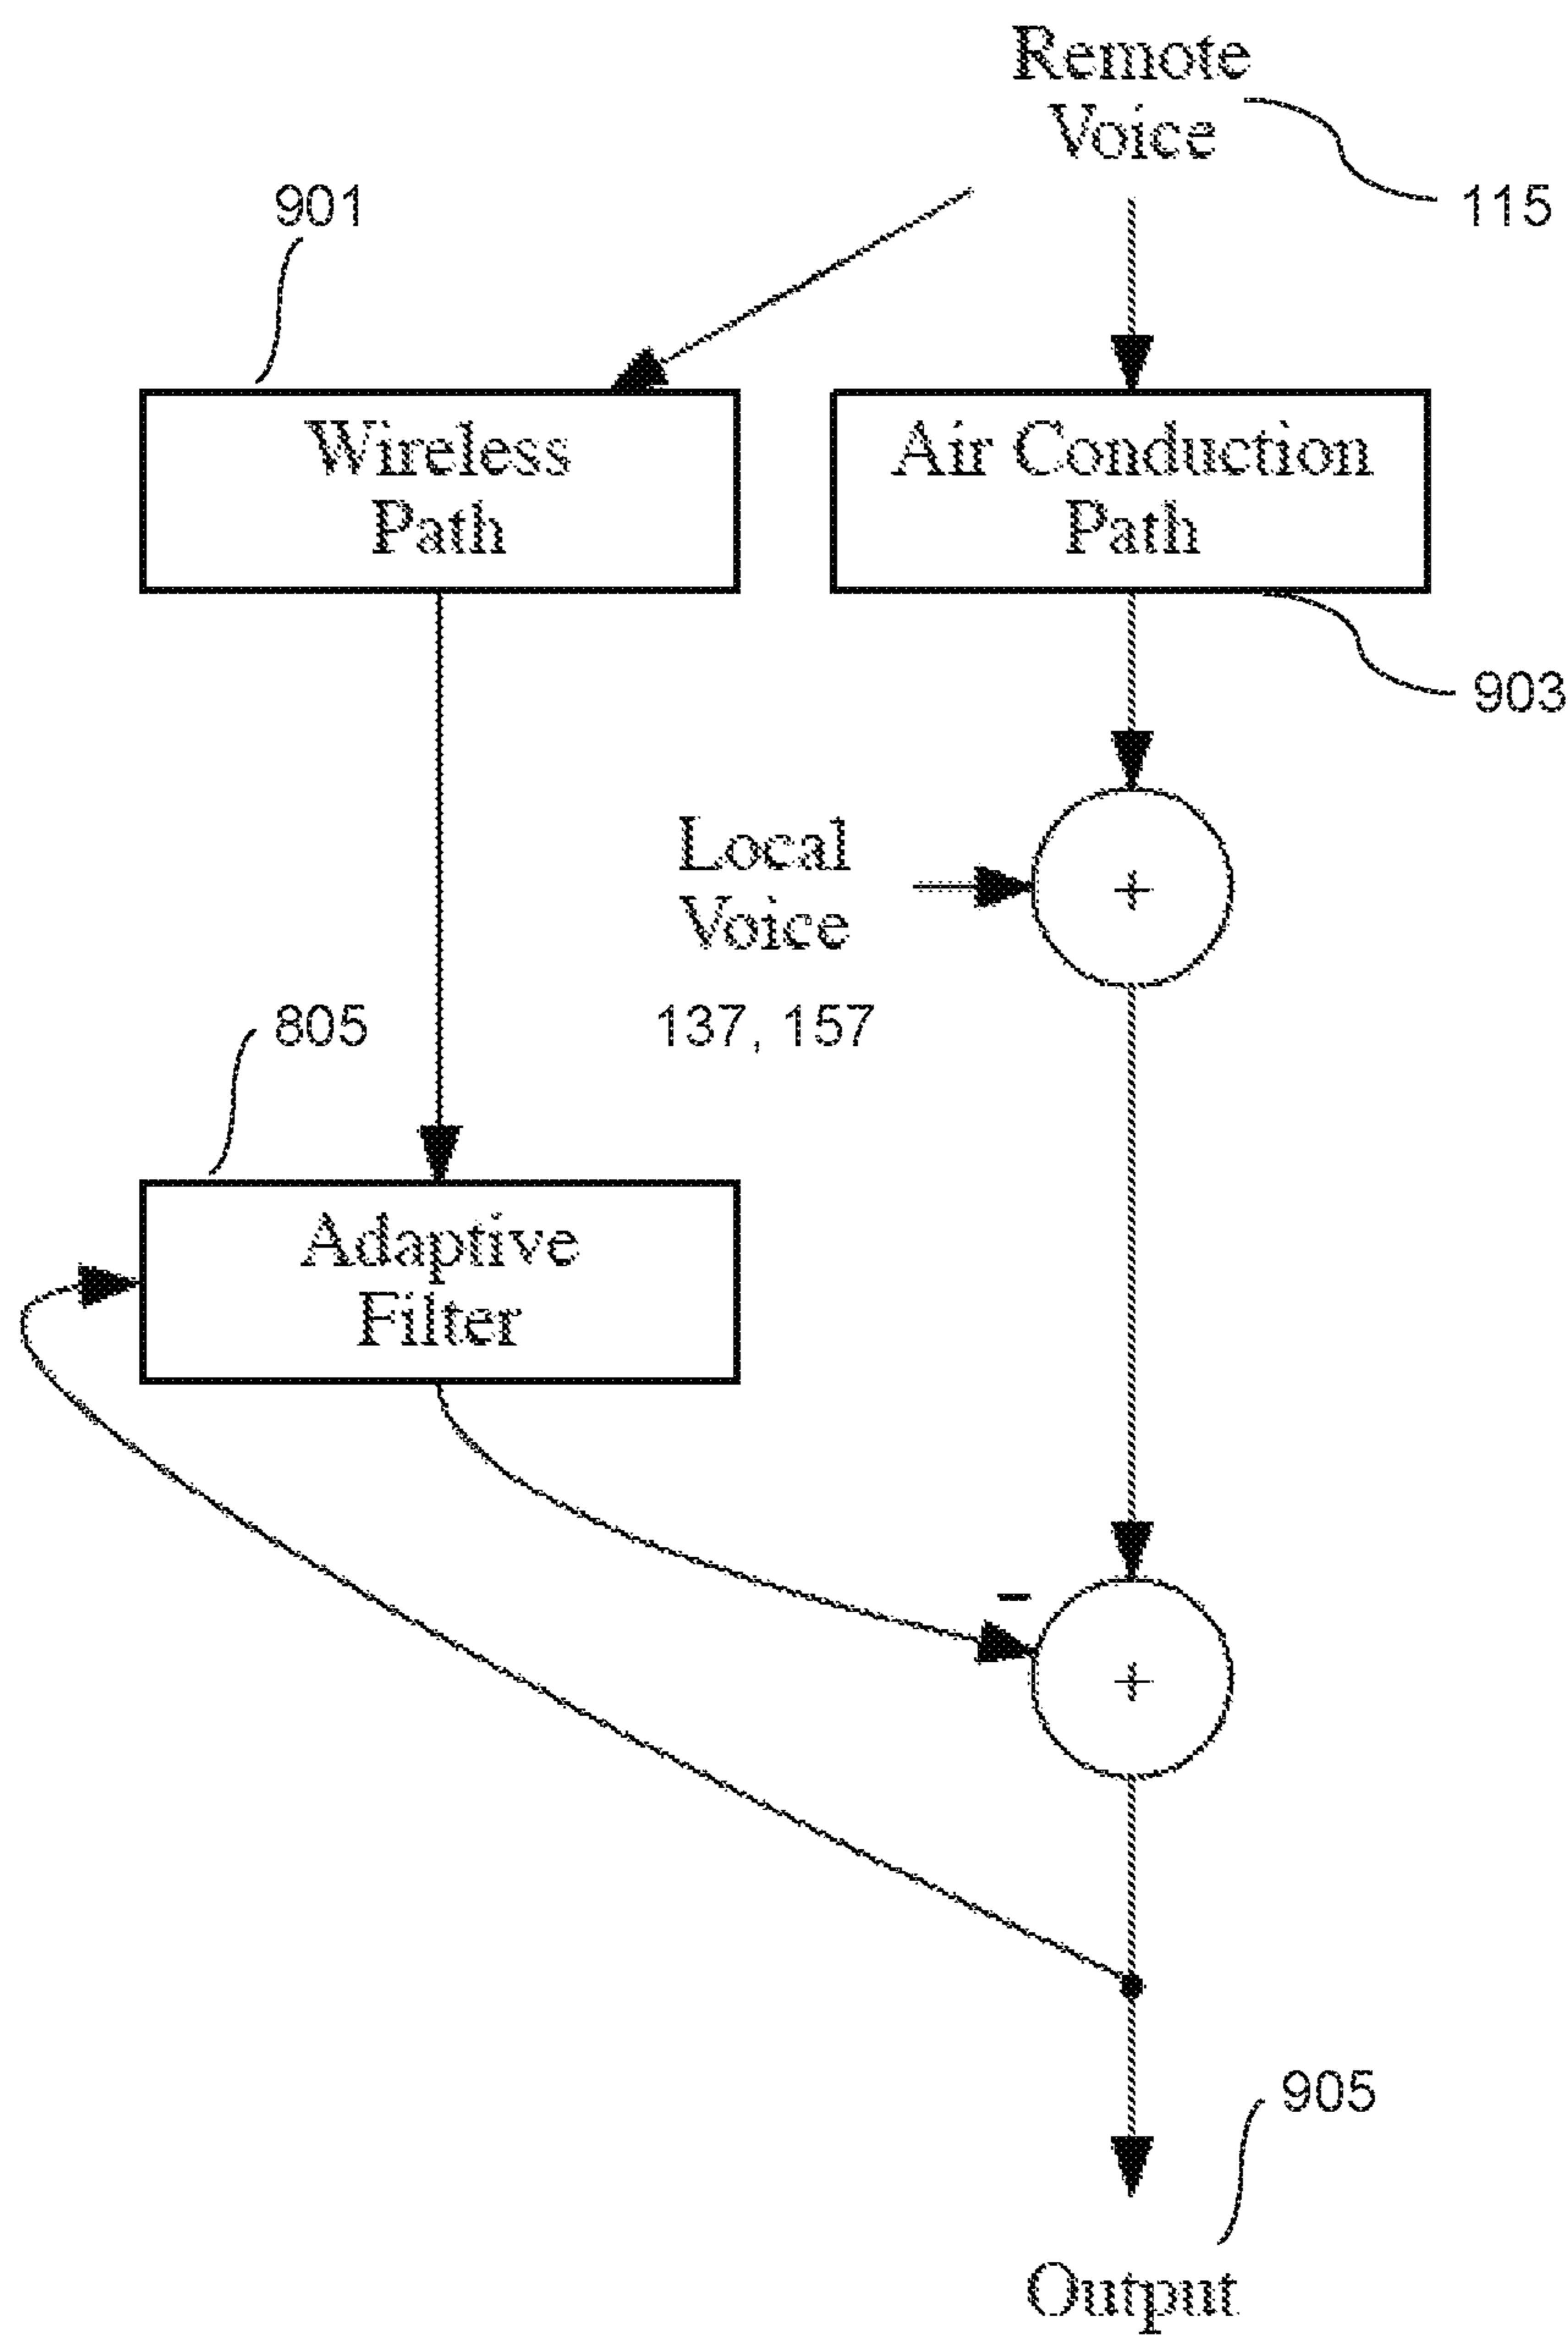 Remote
Voice
115
901
Wireless
Path
Air Conduction
Path
903
Local
Voice
137, 157
+
805
Adaptive
Filter
-
+
905
Output